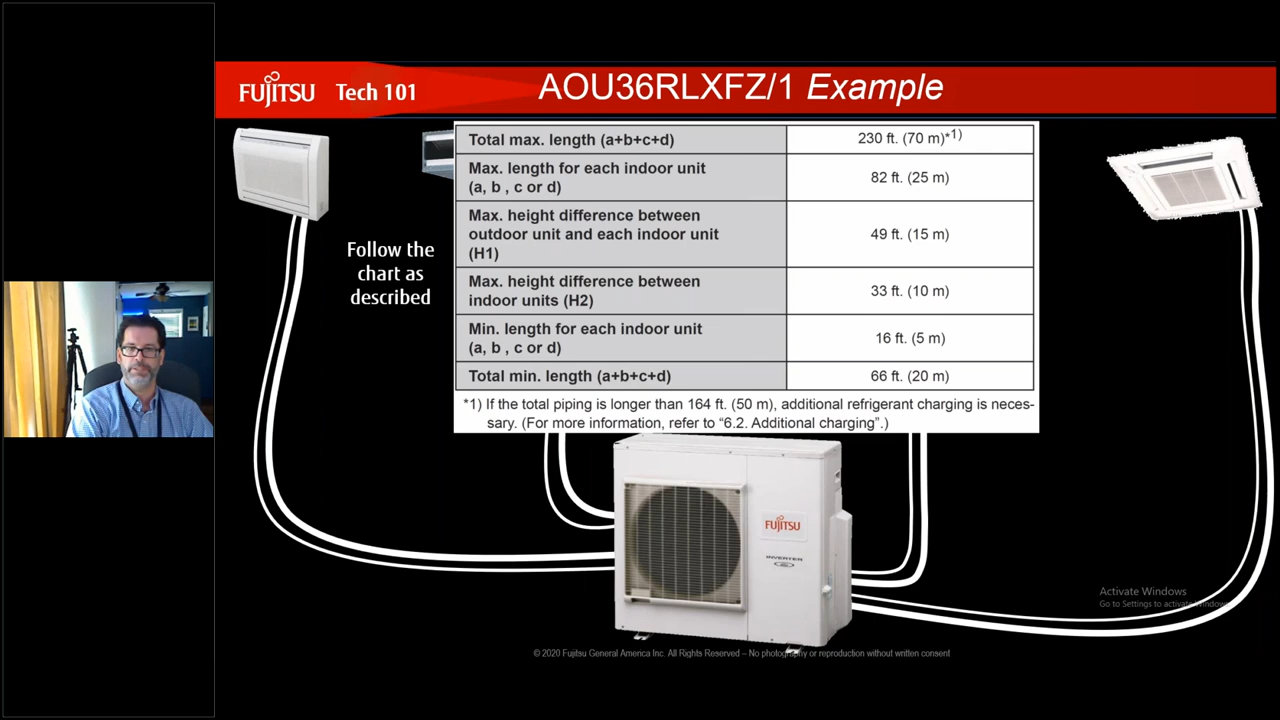 FUJITSU Tech 101
AOU36RLXFZ/1 Example
Follow the
chart as
described
Total max. length (a+b+c+d) 230 ft. (70 m)*1)
Max. length for each indoor unit
(a, b , c or d) 82 ft. (25 m)
Max. height difference between
outdoor unit and each indoor unit
(H1) 49 ft. (15 m)
Max. height difference between
indoor units (H2) 33 ft. (10 m)
Min. length for each indoor unit
(a, b , c or d) 16 ft. (5 m)
Total min. length (a+b+c+d) 66 ft. (20 m)
*1) If the total piping is longer than 164 ft. (50 m), additional refrigerant charging is neces-
sary. (For more information, refer to “6.2. Additional charging”.)
FUJITSU
INVERTER
Activate Windows
Go to Settings to activate Windows.
© 2020 Fujitsu General America Inc. All Rights Reserved – No photography or reproduction without written consent